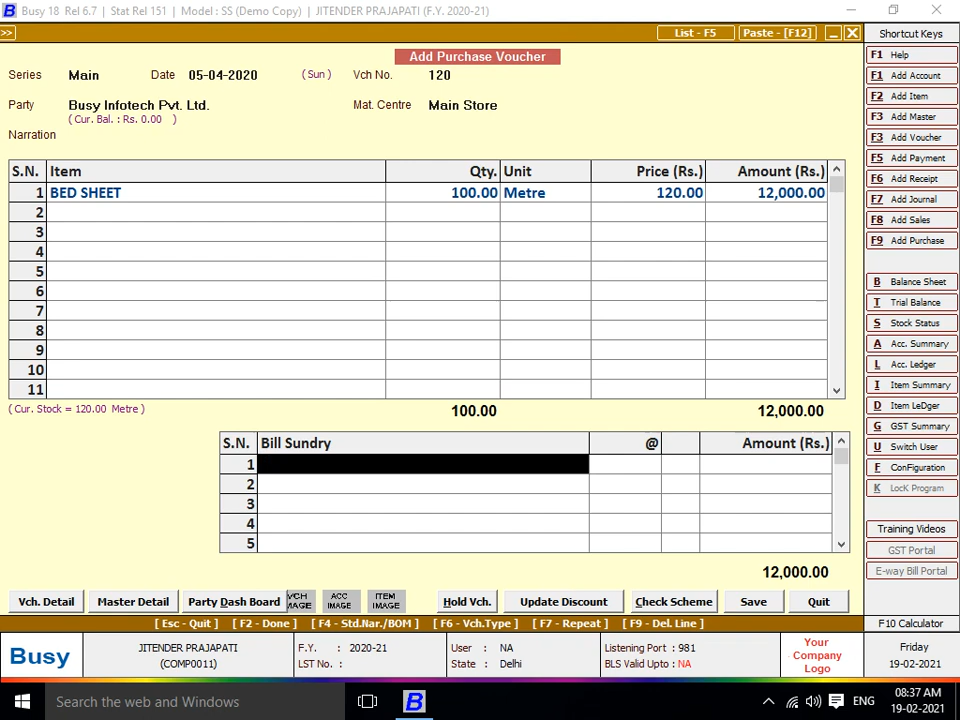 Busy 18 Rel 6.7 | Stat Rel 151 | Model : SS (Demo Copy) | JITENDER PRAJAPATI (F.Y. 2020-21)
>> List - F5 Paste - [F12] Shortcut Keys
Add Purchase Voucher
Series Main Date 05-04-2020 (Sun ) Vch No. 120
Party Busy Infotech Pvt. Ltd. Mat. Centre Main Store
(Cur. Bal. : Rs. 0.00 )
Narration
S.N. Item Qty. Unit Price (Rs.) Amount (Rs.)
1 BED SHEET 100.00 Metre 120.00 12,000.00
2
3
4
5
6
7
8
9
10
11
(Cur. Stock = 120.00 Metre ) 100.00 12,000.00
S.N. Bill Sundry @ Amount (Rs.)
1
2
3
4
5
12,000.00
Vch. Detail Master Detail Party Dash Board VCH IMAGE ACC IMAGE ITEM IMAGE Hold Vch. Update Discount Check Scheme Save Quit
[ Esc - Quit ] [ F2 - Done ] [ F4 - Std.Nar./BOM ] [ F6 - Vch.Type ] [ F7 - Repeat ] [ F9 - Del. Line ]
F1 Help
F1 Add Account
F2 Add Item
F3 Add Master
F3 Add Voucher
F5 Add Payment
F6 Add Receipt
F7 Add Journal
F8 Add Sales
F9 Add Purchase
B Balance Sheet
T Trial Balance
S Stock Status
A Acc. Summary
L Acc. Ledger
I Item Summary
D Item LeDger
G GST Summary
U Switch User
F ConFiguration
K LocK Program
Training Videos
GST Portal
E-way Bill Portal
F10 Calculator
Busy
JITENDER PRAJAPATI
(COMP0011)
F.Y. : 2020-21
LST No. :
User : NA
State : Delhi
Listening Port : 981
BLS Valid Upto : NA
Your
Company
Logo
Friday
19-02-2021
Search the web and Windows
B
ENG
08:37 AM
19-02-2021